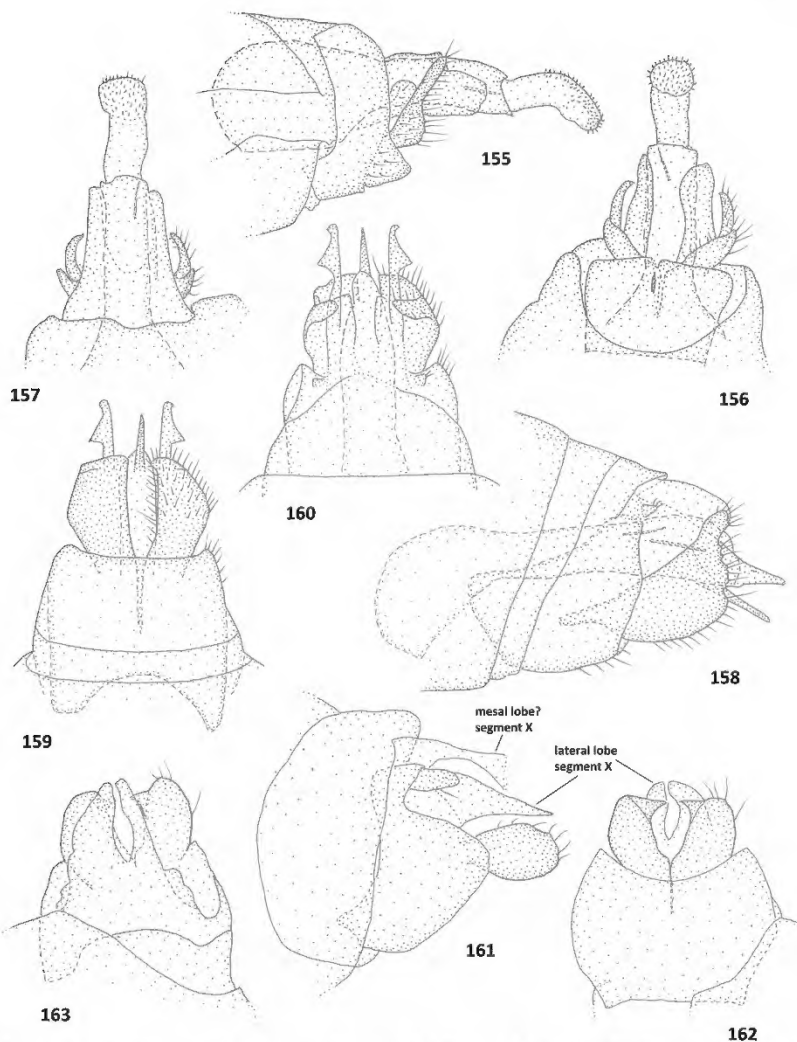 155
157
156
160
159
158
mesal lobe?
segment X
lateral lobe
segment X
163
161
162